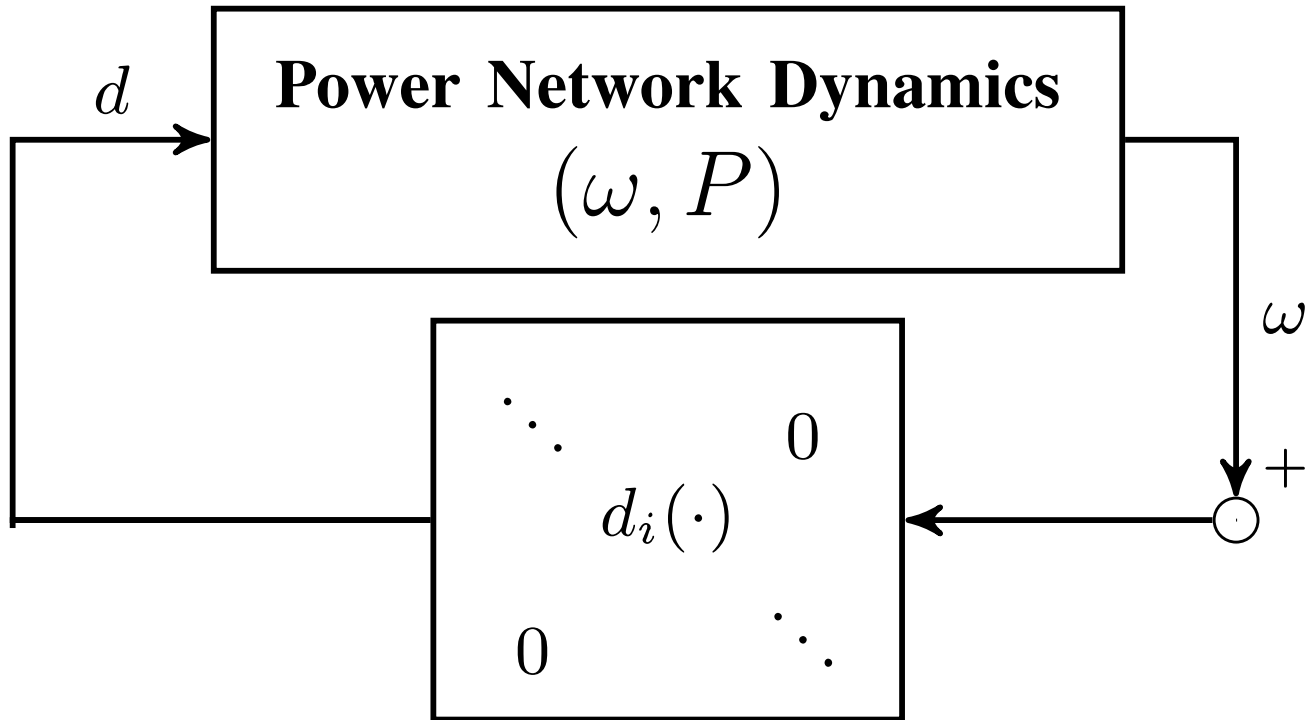 d
Power Network Dynamics
(ω, P)
ω
+
⋱ 0
d_i(·)
0 ⋱